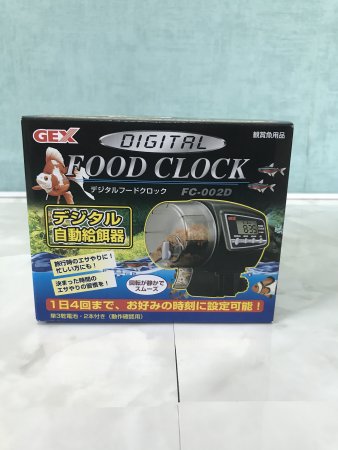 GEX
DIGITAL
観賞魚用品
FOOD CLOCK
デジタルフードクロック
FC-002D
デジタル
自動給餌器
旅行時のエサやりに!
忙しい方にも!
決まった時間の
エサやりの習慣を!
回転が静かで
スムーズ
1日4回まで、お好みの時刻に設定可能!
単3乾電池・2本付き(動作確認用)